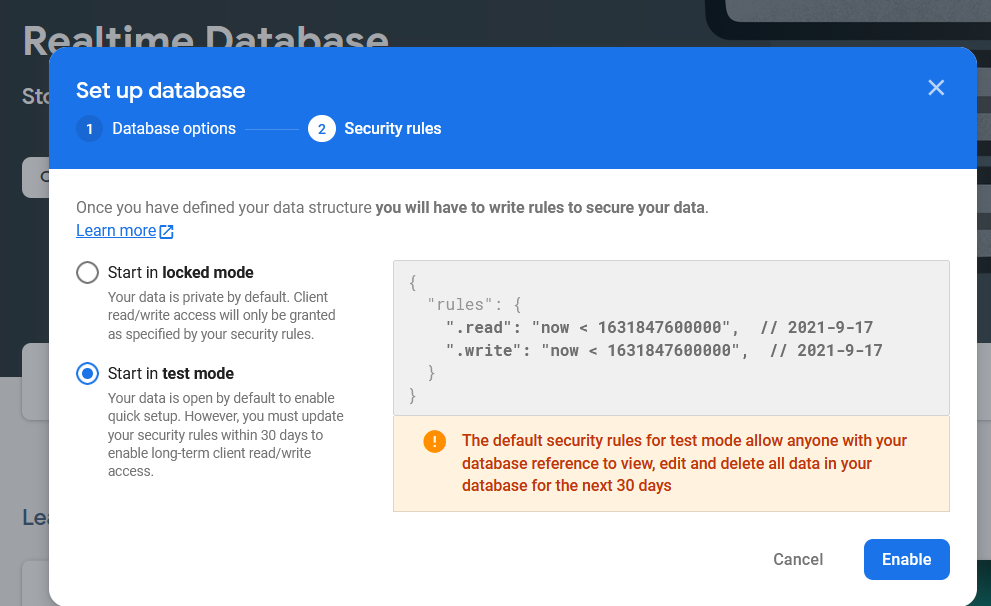 Realtime Database
Set up database
1 Database options
2 Security rules
Once you have defined your data structure you will have to write rules to secure your data.
Learn more
Start in locked mode
Your data is private by default. Client
read/write access will only be granted
as specified by your security rules.
Start in test mode
Your data is open by default to enable
quick setup. However, you must update
your security rules within 30 days to
enable long-term client read/write
access.
{
"rules": {
".read": "now < 1631847600000",  // 2021-9-17
".write": "now < 1631847600000",  // 2021-9-17
}
}
! The default security rules for test mode allow anyone with your
database reference to view, edit and delete all data in your
database for the next 30 days
Cancel
Enable